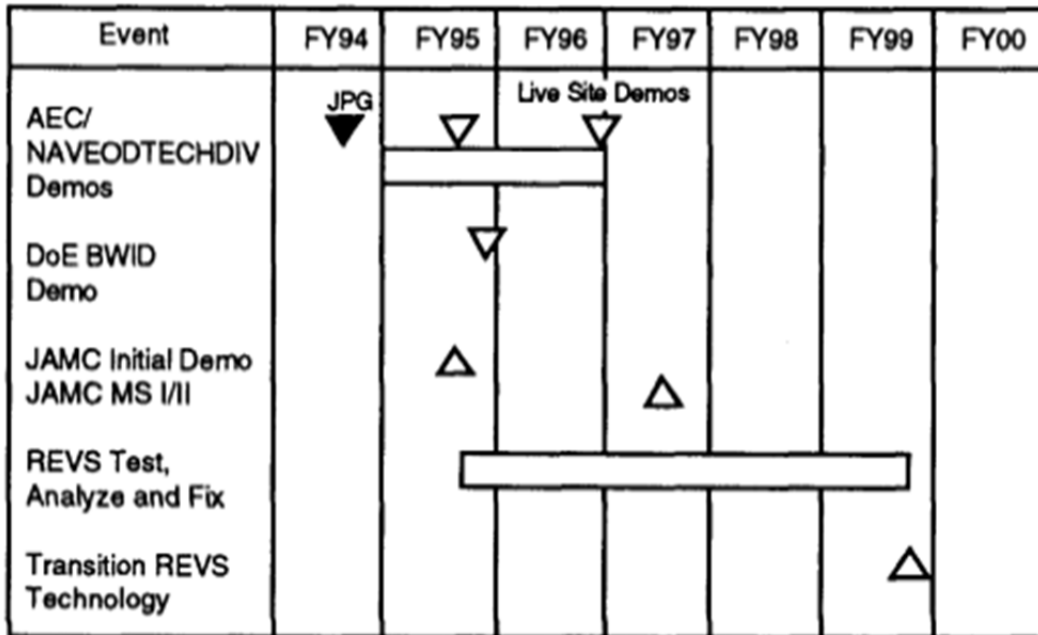 Event FY94 FY95 FY96 FY97 FY98 FY99 FY00
JPG Live Site Demos
AEC/
NAVEODTECHDIV
Demos
DoE BWID
Demo
JAMC Initial Demo
JAMC MS I/II
REVS Test,
Analyze and Fix
Transition REVS
Technology